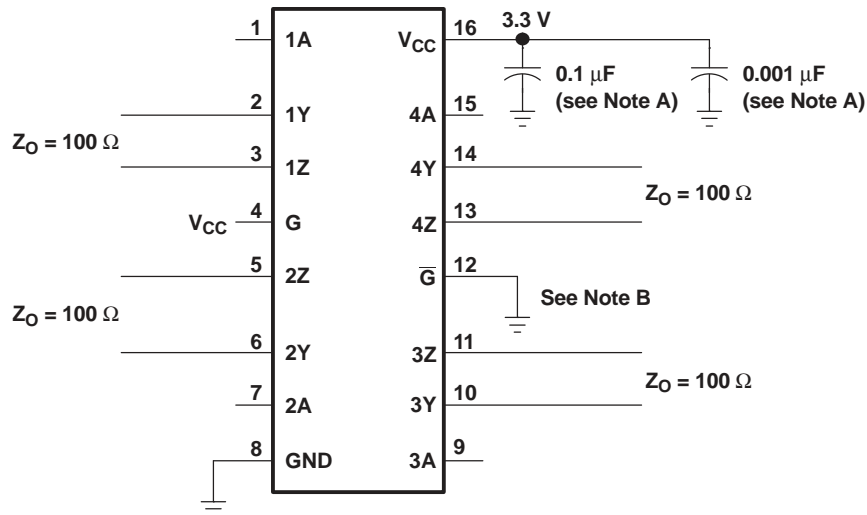 3.3 V
1 1A VCC 16
0.1 μF
(see Note A)
0.001 μF
(see Note A)
2 1Y 4A 15
ZO = 100 Ω
3 1Z 4Y 14
ZO = 100 Ω
VCC 4 G 4Z 13
5 2Z G̅ 12
See Note B
ZO = 100 Ω
6 2Y 3Z 11
ZO = 100 Ω
7 2A 3Y 10
8 GND 3A 9